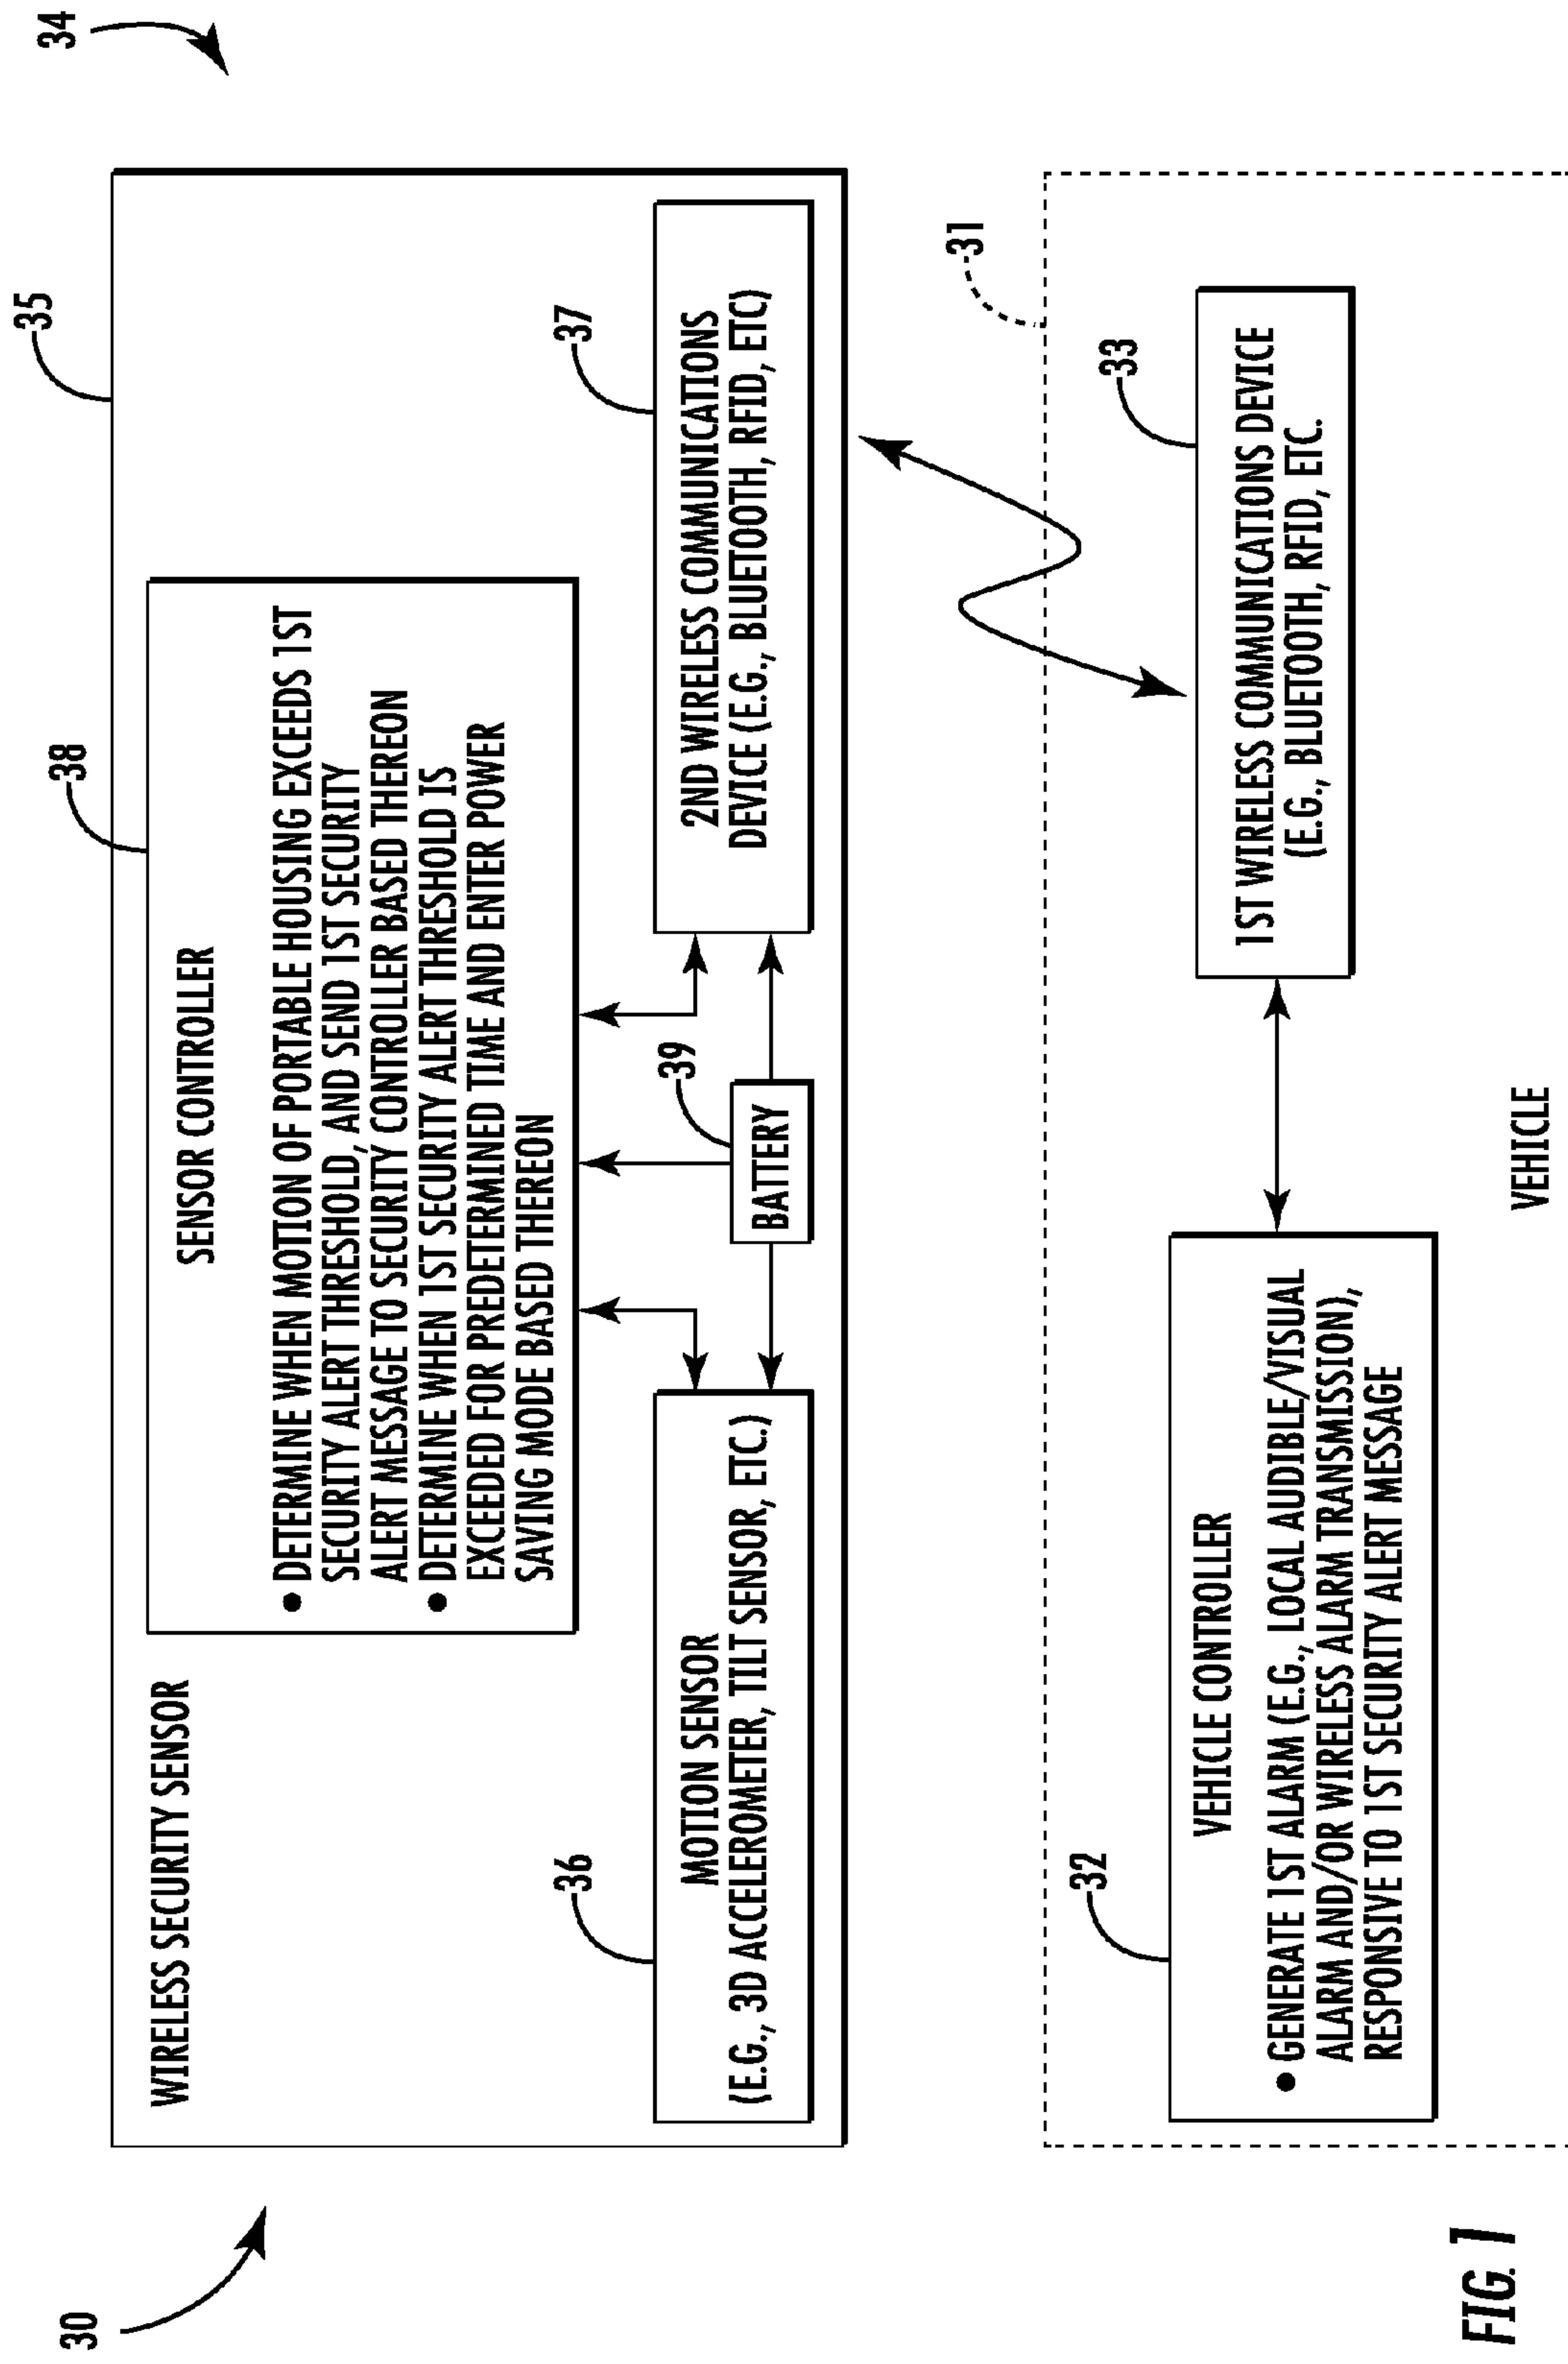 30
34
35
WIRELESS SECURITY SENSOR
38
SENSOR CONTROLLER
● DETERMINE WHEN MOTION OF PORTABLE HOUSING EXCEEDS 1ST
SECURITY ALERT THRESHOLD, AND SEND 1ST SECURITY
ALERT MESSAGE TO SECURITY CONTROLLER BASED THEREON
● DETERMINE WHEN 1ST SECURITY ALERT THRESHOLD IS
EXCEEDED FOR PREDETERMINED TIME AND ENTER POWER
SAVING MODE BASED THEREON
36
MOTION SENSOR
(E.G., 3D ACCELEROMETER, TILT SENSOR, ETC.)
39
BATTERY
37
2ND WIRELESS COMMUNICATIONS
DEVICE (E.G., BLUETOOTH, RFID, ETC)
31
32
VEHICLE CONTROLLER
● GENERATE 1ST ALARM (E.G., LOCAL AUDIBLE/VISUAL
ALARM AND/OR WIRELESS ALARM TRANSMISSION),
RESPONSIVE TO 1ST SECURITY ALERT MESSAGE
33
1ST WIRELESS COMMUNICATIONS DEVICE
(E.G., BLUETOOTH, RFID, ETC.
VEHICLE
FIG. 1